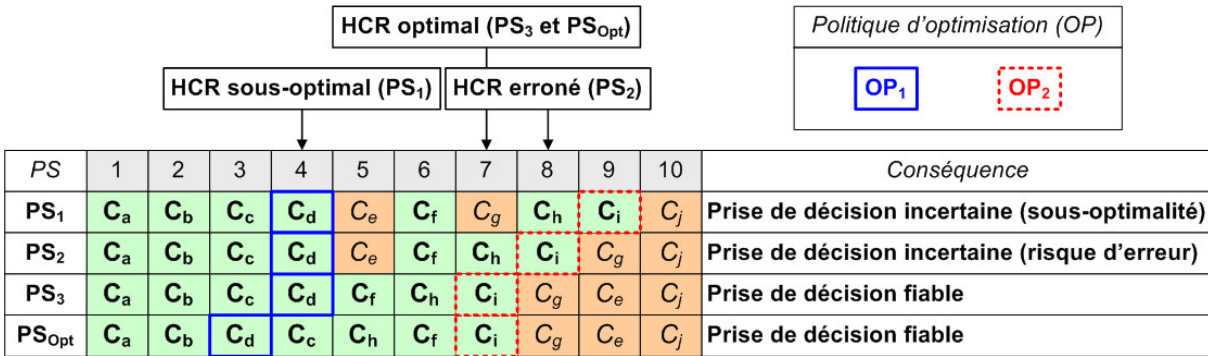 HCR optimal (PS3 et PSOpt)
Politique d'optimisation (OP)
HCR sous-optimal (PS1)
HCR erroné (PS2)
OP1 OP2
PS 1 2 3 4 5 6 7 8 9 10 Conséquence
PS1 Ca Cb Cc Cd Ce Cf Cg Ch Ci Cj Prise de décision incertaine (sous-optimalité)
PS2 Ca Cb Cc Cd Ce Cf Ch Ci Cg Cj Prise de décision incertaine (risque d'erreur)
PS3 Ca Cb Cc Cd Cf Ch Ci Cg Ce Cj Prise de décision fiable
PSOpt Ca Cb Cd Cc Ch Cf Ci Cg Ce Cj Prise de décision fiable